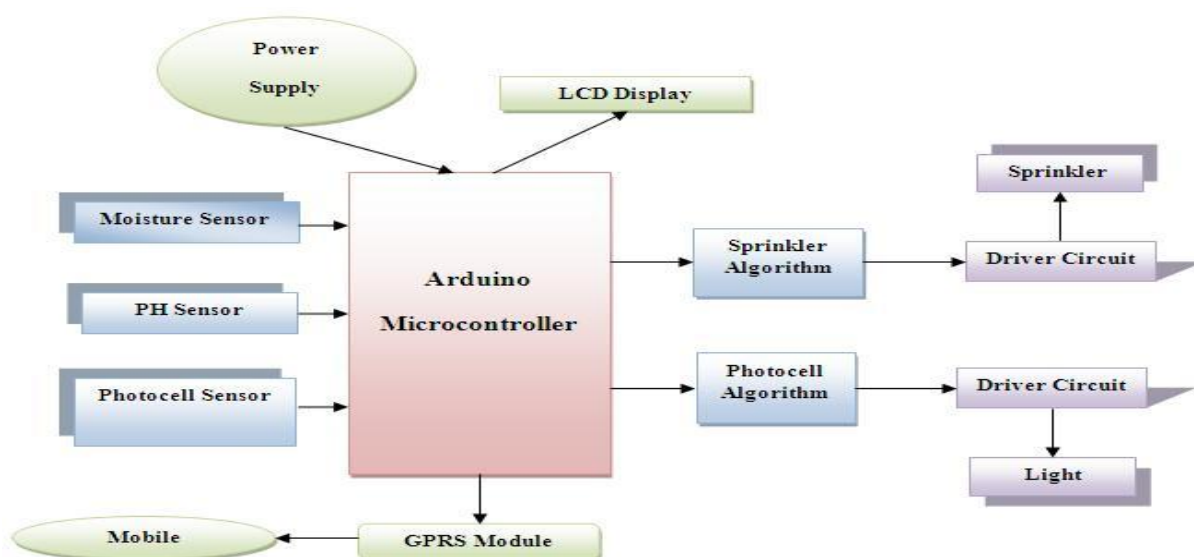 Power
Supply
LCD Display
Sprinkler
Moisture Sensor
Sprinkler
Algorithm
Driver Circuit
Arduino
Microcontroller
PH Sensor
Photocell Sensor
Photocell
Algorithm
Driver Circuit
Light
Mobile
GPRS Module